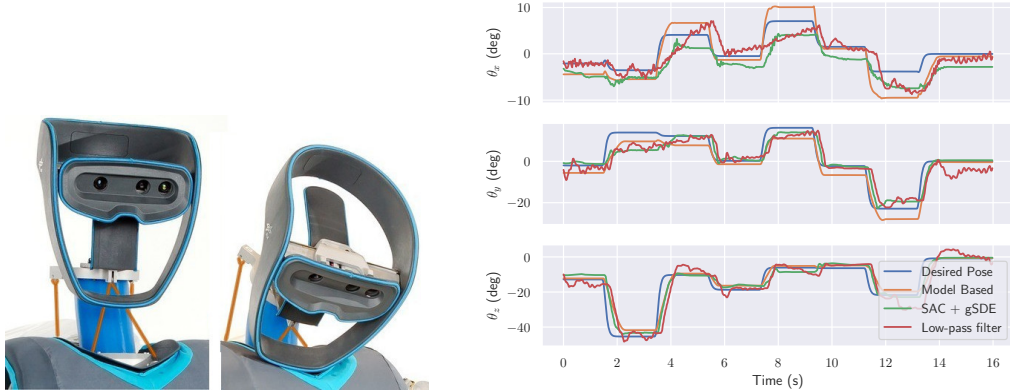 10
0
−10
θx (deg)
0
−20
θy (deg)
0
−20
−40
θz (deg)
Desired Pose
Model Based
SAC + gSDE
Low-pass filter
0 2 4 6 8 10 12 14 16
Time (s)